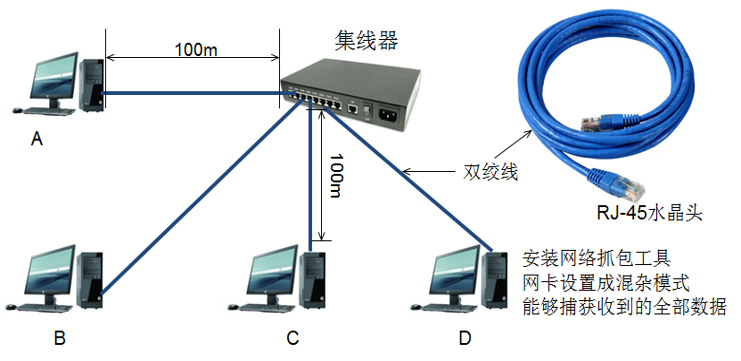 100m
集线器
A
100m
双绞线
RJ-45水晶头
B
C
D
安装网络抓包工具
网卡设置成混杂模式
能够捕获收到的全部数据